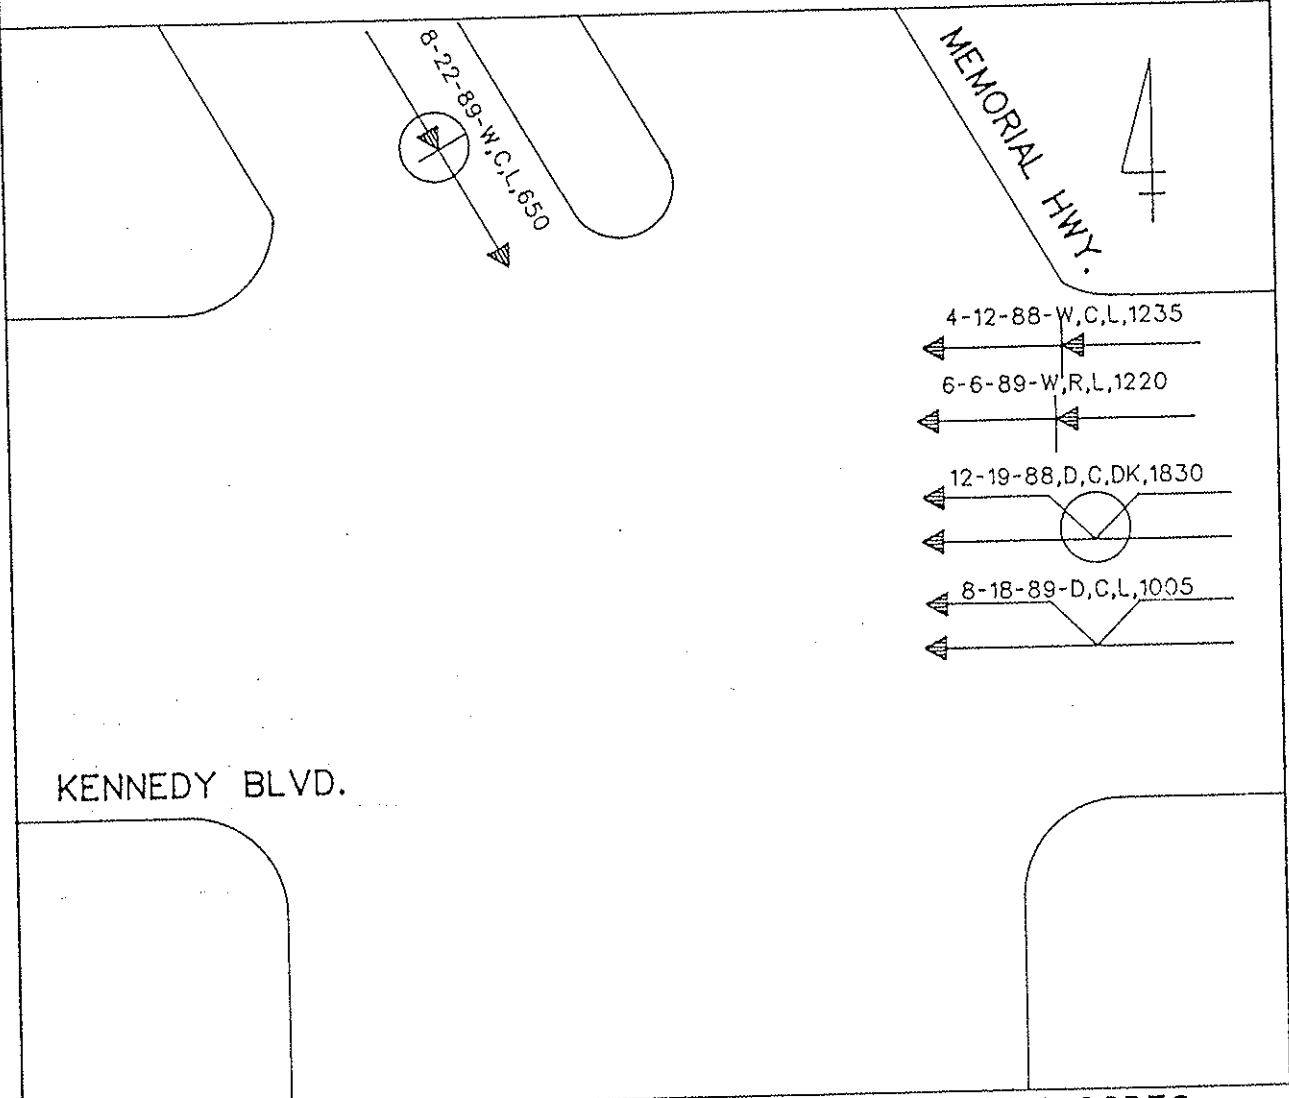 8-22-89-W,C,L,650
MEMORIAL HWY.
4-12-88-W,C,L,1235
6-6-89-W,R,L,1220
12-19-88,D,C,DK,1830
8-18-89-D,C,L,1005
KENNEDY BLVD.